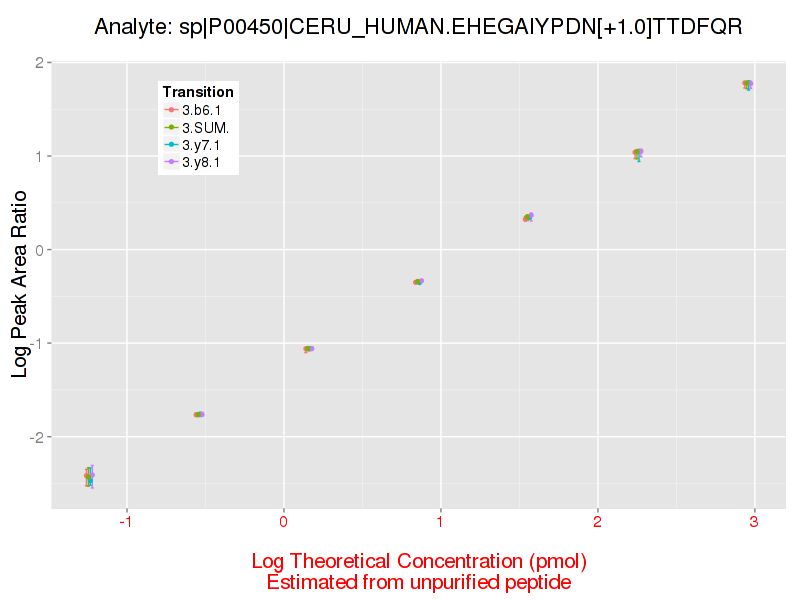 Analyte: sp|P00450|CERU_HUMAN.EHEGAIYPDN[+1.0]TTDFQR
Log Peak Area Ratio
2
1
0
-1
-2
Transition
3.b6.1
3.SUM.
3.y7.1
3.y8.1
-1
0
1
2
3
Log Theoretical Concentration (pmol)
Estimated from unpurified peptide